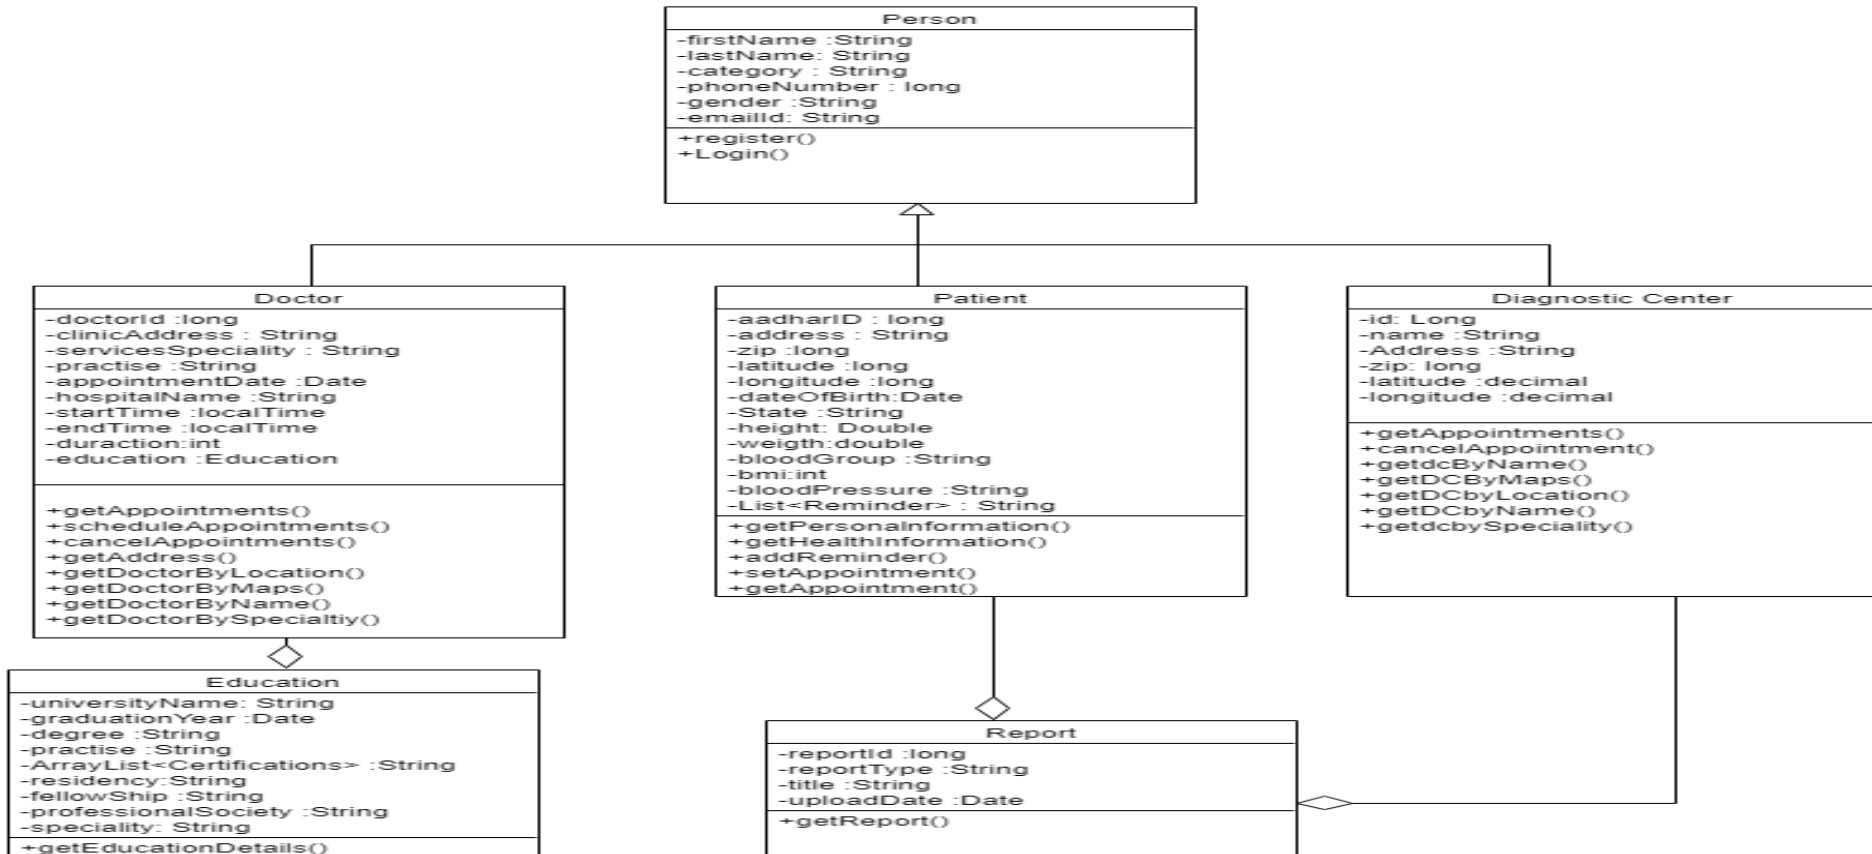 Person
-firstName :String
-lastName: String
-category : String
-phoneNumber : long
-gender :String
-emailId: String
+register()
+Login()
Doctor
-doctorId :long
-clinicAddress : String
-servicesSpeciality : String
-practise :String
-appointmentDate :Date
-hospitalName :String
-startTime :localTime
-endTime :localTime
-duraction:int
-education :Education
+getAppointments()
+scheduleAppointments()
+cancelAppointments()
+getAddress()
+getDoctorByLocation()
+getDoctorByMaps()
+getDoctorByName()
+getDoctorBySpecialtiy()
Patient
-aadharID : long
-address : String
-zip :long
-latitude :long
-longitude :long
-dateOfBirth:Date
-State :String
-height: Double
-weigth:double
-bloodGroup :String
-bmi:int
-bloodPressure :String
-List<Reminder> : String
+getPersonalnformation()
+getHealthInformation()
+addReminder()
+setAppointment()
+getAppointment()
Diagnostic Center
-id: Long
-name :String
-Address :String
-zip: long
-latitude :decimal
-longitude :decimal
+getAppointments()
+cancelAppointment()
+getdcByName()
+getDCByMaps()
+getDCbyLocation()
+getDCbyName()
+getdcbySpeciality()
Education
-universityName: String
-graduationYear :Date
-degree :String
-practise :String
-ArrayList<Certifications> :String
-residency:String
-fellowShip :String
-professionalSociety :String
-speciality: String
+getEducationDetails()
Report
-reportId :long
-reportType :String
-title :String
-uploadDate :Date
+getReport()